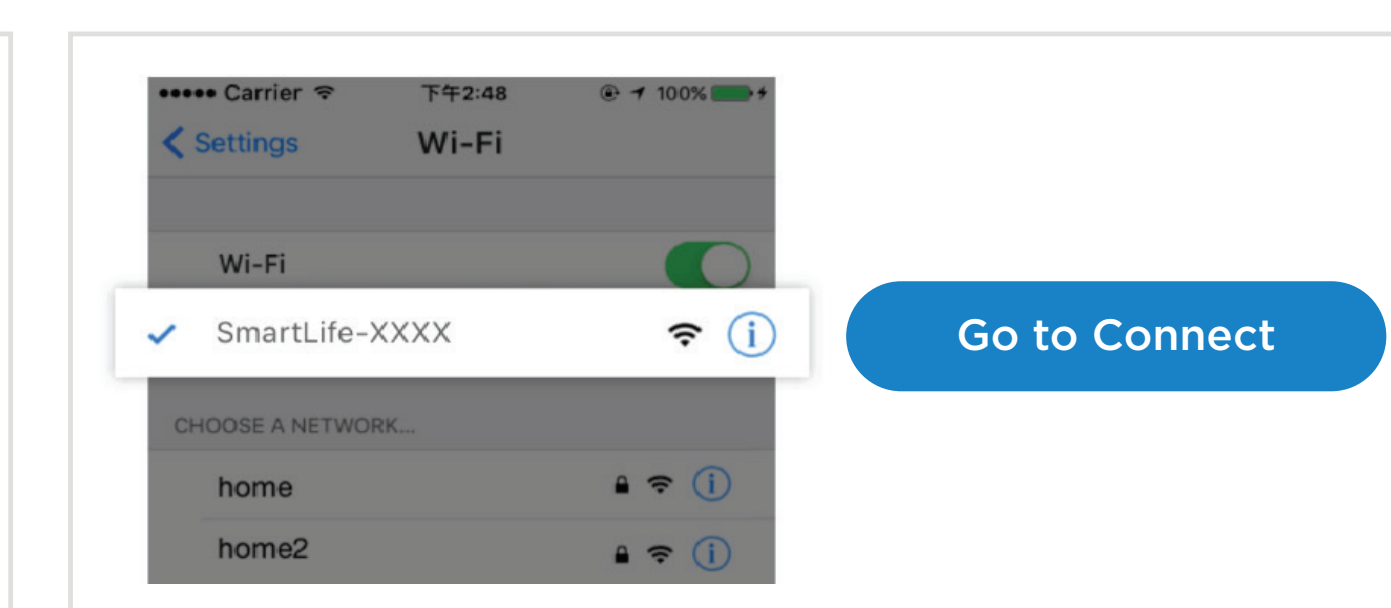 Carrier 下午2:48 100%
Settings Wi-Fi
Wi-Fi
SmartLife-XXXX
Go to Connect
CHOOSE A NETWORK...
home
home2